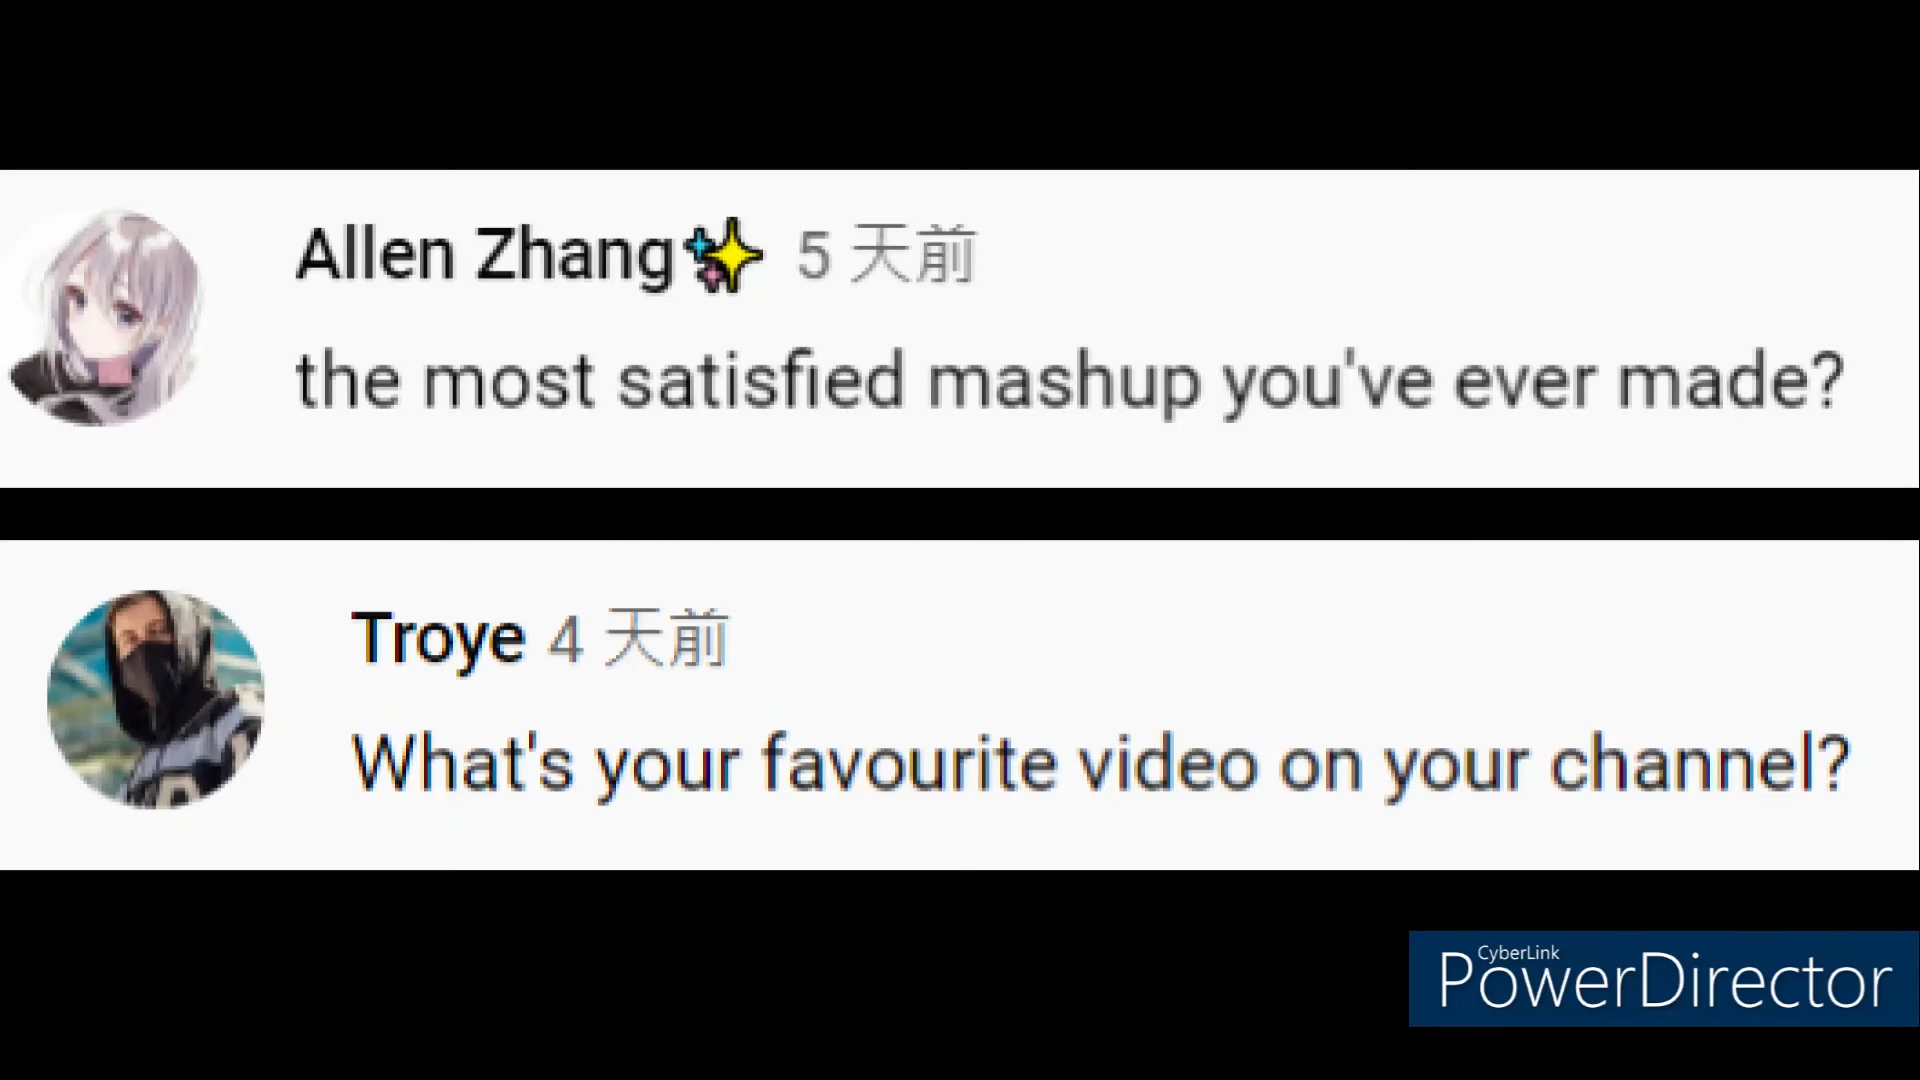 Allen Zhang✨ 5 天前
the most satisfied mashup you've ever made?
Troye 4 天前
What's your favourite video on your channel?
CyberLink
PowerDirector